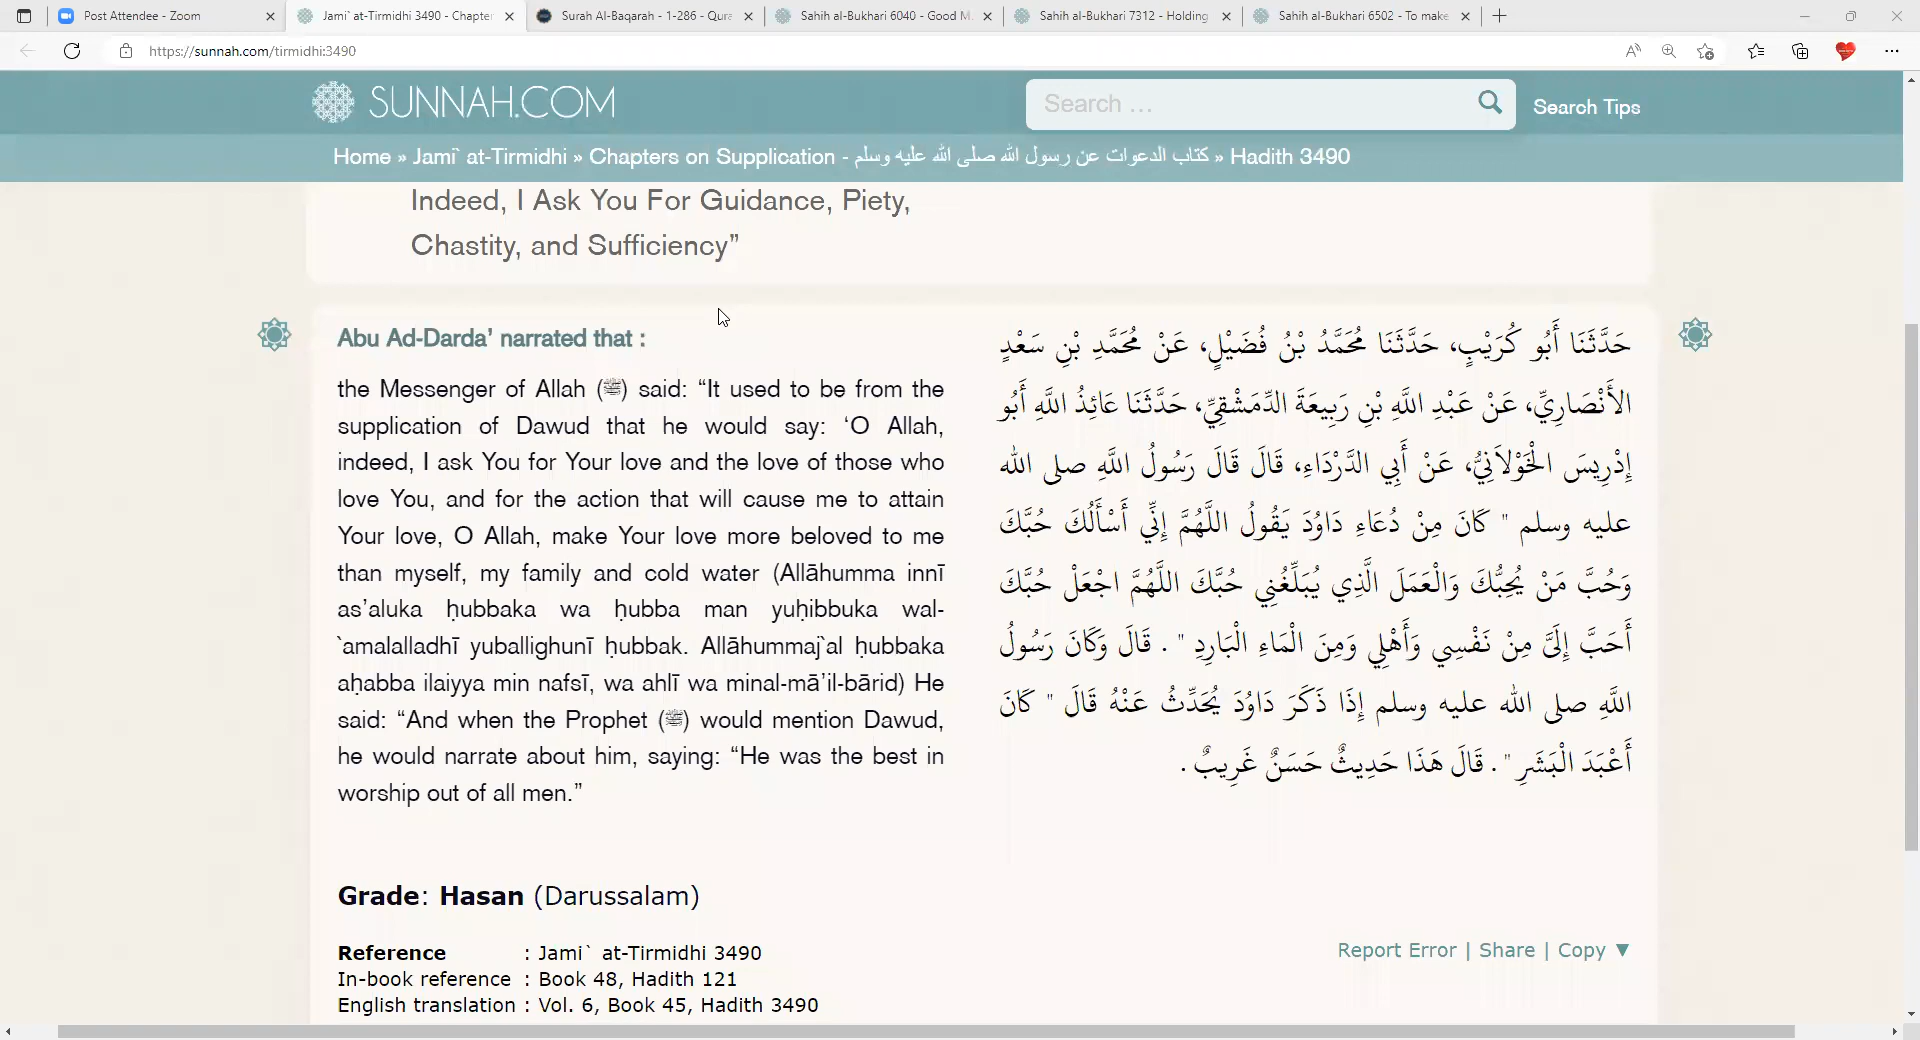 Post Attendee - Zoom
Jami` at-Tirmidhi 3490 - Chapter
Surah Al-Baqarah - 1-286 - Qura
Sahih al-Bukhari 6040 - Good M
Sahih al-Bukhari 7312 - Holding
Sahih al-Bukhari 6502 - To make
https://sunnah.com/tirmidhi:3490
SUNNAH.COM
Search ...
Search Tips
Home » Jami` at-Tirmidhi » Chapters on Supplication - كتاب الدعوات عن رسول الله صلى الله عليه وسلم » Hadith 3490
Indeed, I Ask You For Guidance, Piety,
Chastity, and Sufficiency”
Abu Ad-Darda’ narrated that :
the Messenger of Allah (ﷺ) said: “It used to be from the
supplication of Dawud that he would say: ‘O Allah,
indeed, I ask You for Your love and the love of those who
love You, and for the action that will cause me to attain
Your love, O Allah, make Your love more beloved to me
than myself, my family and cold water (Allāhumma innī
as’aluka ḥubbaka wa ḥubba man yuḥibbuka wal-
`amalalladhī yuballighunī ḥubbak. Allāhummaj`al ḥubbaka
aḥabba ilaiyya min nafsī, wa ahlī wa minal-mā’il-bārid) He
said: “And when the Prophet (ﷺ) would mention Dawud,
he would narrate about him, saying: “He was the best in
worship out of all men.”
حَدَّثَنَا أَبُو كُرَيْبٍ، حَدَّثَنَا مُحَمَّدُ بْنُ فُضَيْلٍ، عَنْ مُحَمَّدِ بْنِ سَعْدٍ
الأَنْصَارِيِّ، عَنْ عَبْدِ اللَّهِ بْنِ رَبِيعَةَ الدِّمَشْقِيِّ، حَدَّثَنَا عَائِذُ اللَّهِ أَبُو
إِدْرِيسَ الْخَوْلاَنِيُّ، عَنْ أَبِي الدَّرْدَاءِ، قَالَ قَالَ رَسُولُ اللَّهِ صلى الله
عليه وسلم " كَانَ مِنْ دُعَاءِ دَاوُدَ يَقُولُ اللَّهُمَّ إِنِّي أَسْأَلُكَ حُبَّكَ
وَحُبَّ مَنْ يُحِبُّكَ وَالْعَمَلَ الَّذِي يُبَلِّغُنِي حُبَّكَ اللَّهُمَّ اجْعَلْ حُبَّكَ
أَحَبَّ إِلَىَّ مِنْ نَفْسِي وَأَهْلِي وَمِنَ الْمَاءِ الْبَارِدِ " . قَالَ وَكَانَ رَسُولُ
اللَّهِ صلى الله عليه وسلم إِذَا ذَكَرَ دَاوُدَ يُحَدِّثُ عَنْهُ قَالَ " كَانَ
أَعْبَدَ الْبَشَرِ " . قَالَ هَذَا حَدِيثٌ حَسَنٌ غَرِيبٌ .
Grade: Hasan (Darussalam)
Reference : Jami` at-Tirmidhi 3490
In-book reference : Book 48, Hadith 121
English translation : Vol. 6, Book 45, Hadith 3490
Report Error | Share | Copy ▼